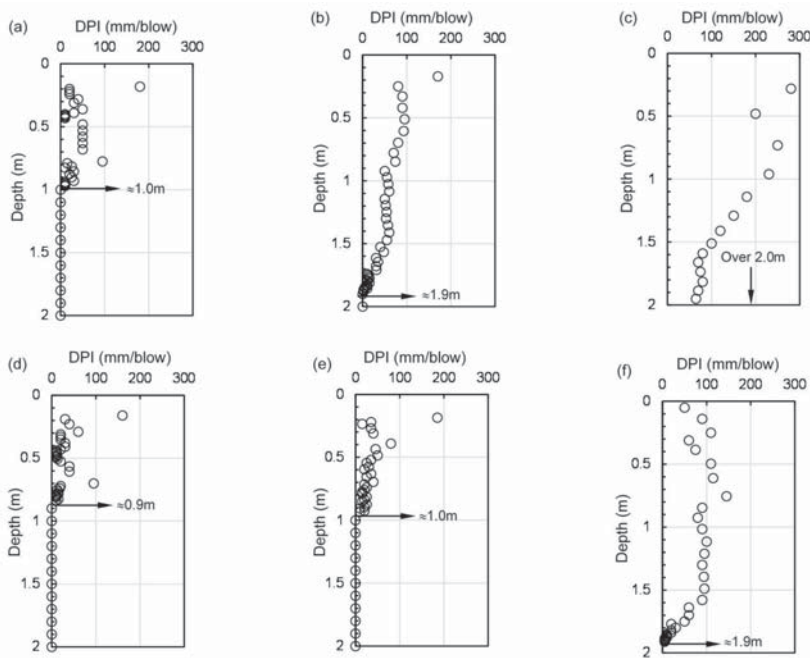 (a)
DPI (mm/blow)
0 100 200 300
Depth (m)
0
0.5
1
1.5
2
≈1.0m
(b)
DPI (mm/blow)
0 100 200 300
Depth (m)
0
0.5
1
1.5
2
≈1.9m
(c)
DPI (mm/blow)
0 100 200 300
Depth (m)
0
0.5
1
1.5
2
Over 2.0m
(d)
DPI (mm/blow)
0 100 200 300
Depth (m)
0
0.5
1
1.5
2
≈0.9m
(e)
DPI (mm/blow)
0 100 200 300
Depth (m)
0
0.5
1
1.5
2
≈1.0m
(f)
DPI (mm/blow)
0 100 200 300
Depth (m)
0
0.5
1
1.5
2
≈1.9m